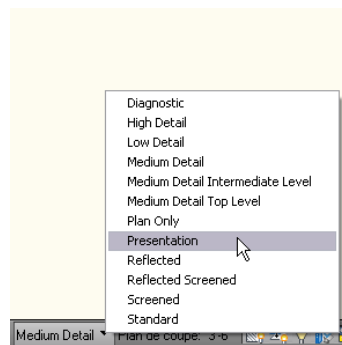 Diagnostic
High Detail
Low Detail
Medium Detail
Medium Detail Intermediate Level
Medium Detail Top Level
Plan Only
Presentation
Reflected
Reflected Screened
Screened
Standard
Medium Detail Plan de coupe: 3'-6"